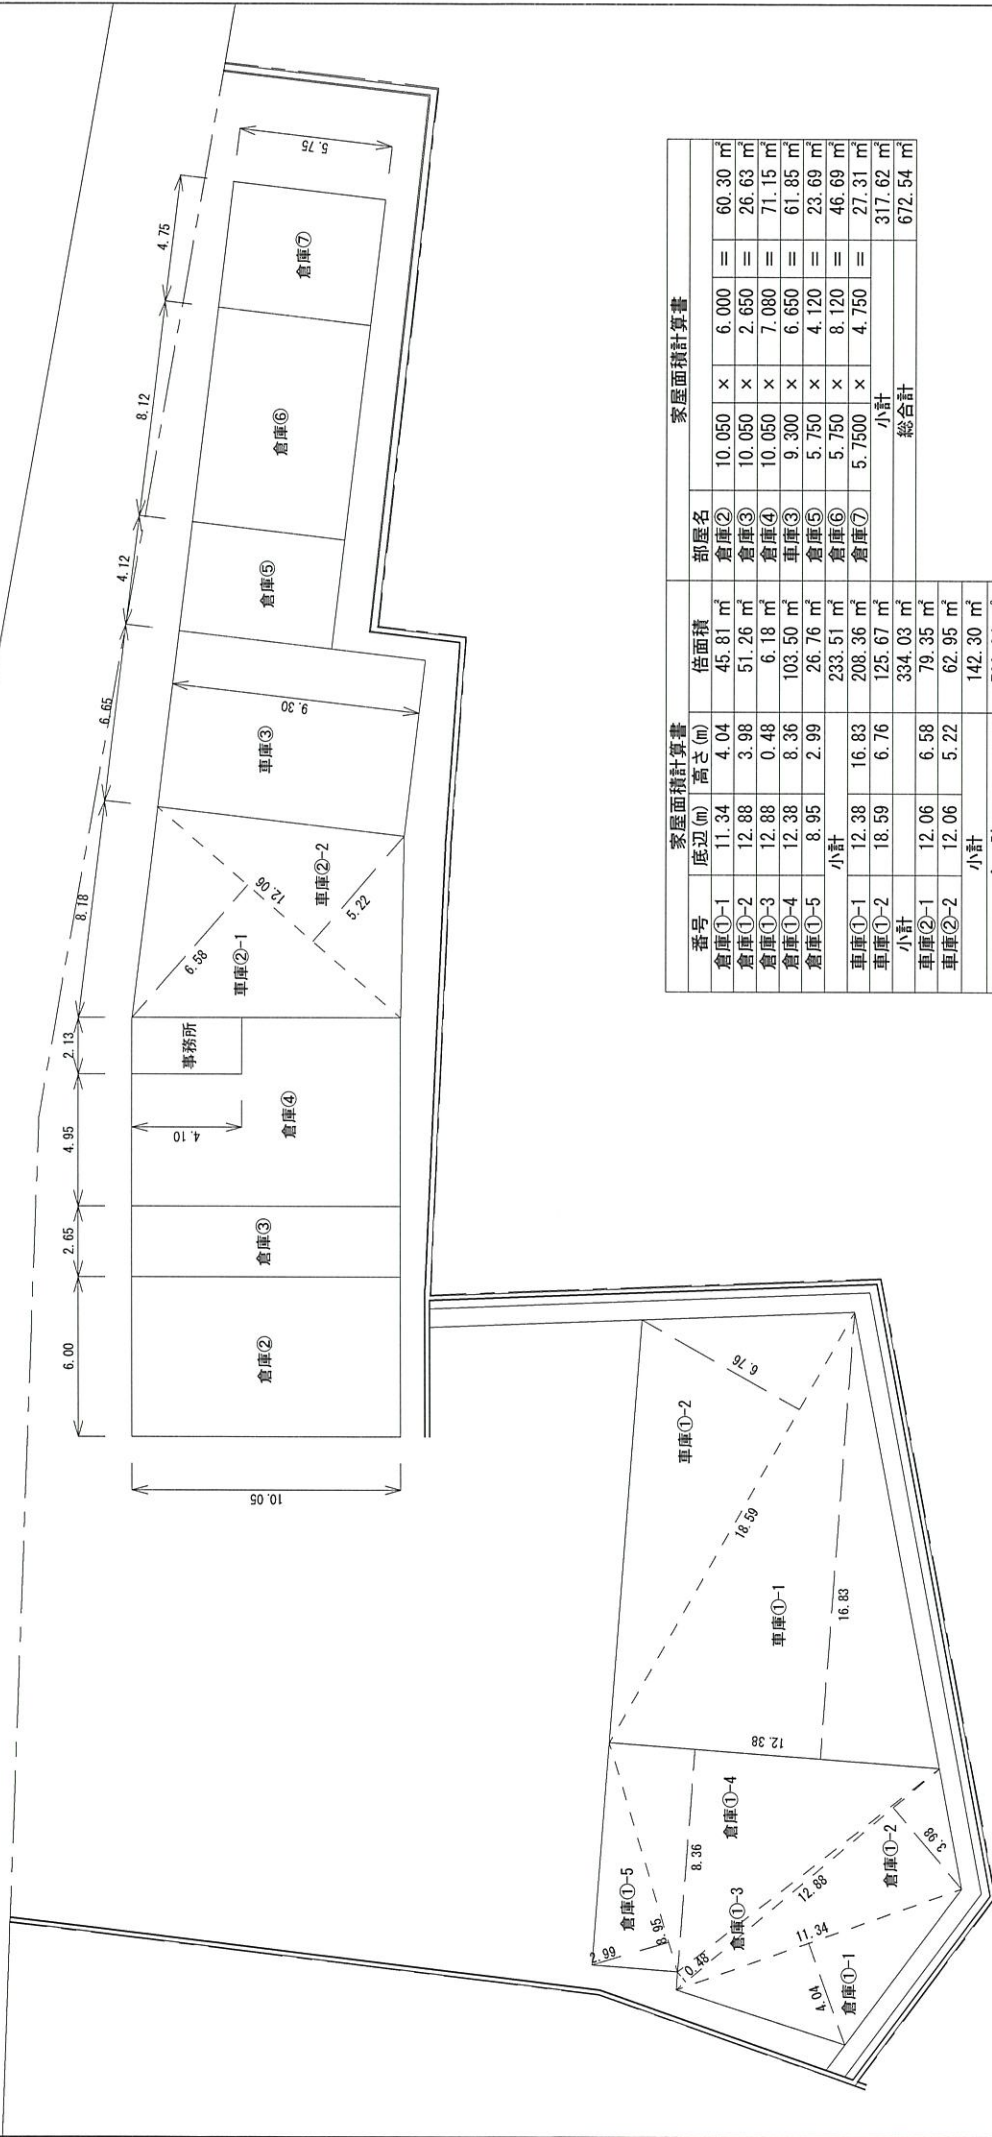 6.00
2.65
4.95
2.13
8.18
6.65
4.12
8.12
4.75
10.05
倉庫②
倉庫③
4.10
事務所
倉庫④
6.58
車庫②-1
12.06
5.22
車庫②-2
車庫③
9.30
倉庫⑤
倉庫⑥
倉庫⑦
5.75
2.99
倉庫①-5
8.95
0.48
倉庫①-3
8.36
倉庫①-4
12.88
11.34
4.04
倉庫①-1
倉庫①-2
3.98
12.38
車庫①-1
16.83
18.59
車庫①-2
6.76
家屋面積計算書
番号 底辺(m) 高さ(m) 倍面積
倉庫①-1 11.34 4.04 45.81 ㎡
倉庫①-2 12.88 3.98 51.26 ㎡
倉庫①-3 12.88 0.48 6.18 ㎡
倉庫①-4 12.38 8.36 103.50 ㎡
倉庫①-5 8.95 2.99 26.76 ㎡
小計 233.51 ㎡
車庫①-1 12.38 16.83 208.36 ㎡
車庫①-2 18.59 6.76 125.67 ㎡
小計 334.03 ㎡
車庫②-1 12.06 6.58 79.35 ㎡
車庫②-2 12.06 5.22 62.95 ㎡
小計 142.30 ㎡
家屋面積計算書
部屋名
倉庫② 10.050 × 6.000 = 60.30 ㎡
倉庫③ 10.050 × 2.650 = 26.63 ㎡
倉庫④ 10.050 × 7.080 = 71.15 ㎡
車庫③ 9.300 × 6.650 = 61.85 ㎡
倉庫⑤ 5.750 × 4.120 = 23.69 ㎡
倉庫⑥ 5.750 × 8.120 = 46.69 ㎡
倉庫⑦ 5.7500 × 4.750 = 27.31 ㎡
小計 317.62 ㎡
総合計 672.54 ㎡